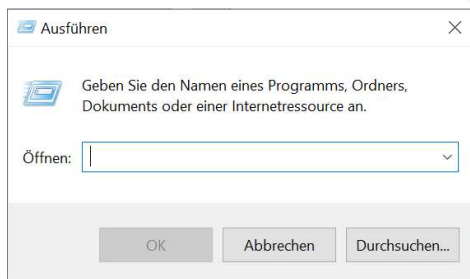 Ausführen
Geben Sie den Namen eines Programms, Ordners,
Dokuments oder einer Internetressource an.
Öffnen:
OK Abbrechen Durchsuchen...